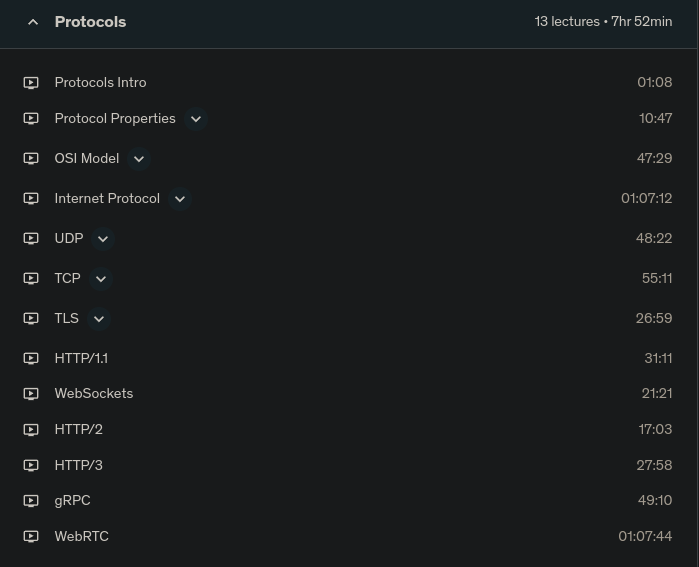 Protocols 13 lectures • 7hr 52min
Protocols Intro 01:08
Protocol Properties 10:47
OSI Model 47:29
Internet Protocol 01:07:12
UDP 48:22
TCP 55:11
TLS 26:59
HTTP/1.1 31:11
WebSockets 21:21
HTTP/2 17:03
HTTP/3 27:58
gRPC 49:10
WebRTC 01:07:44